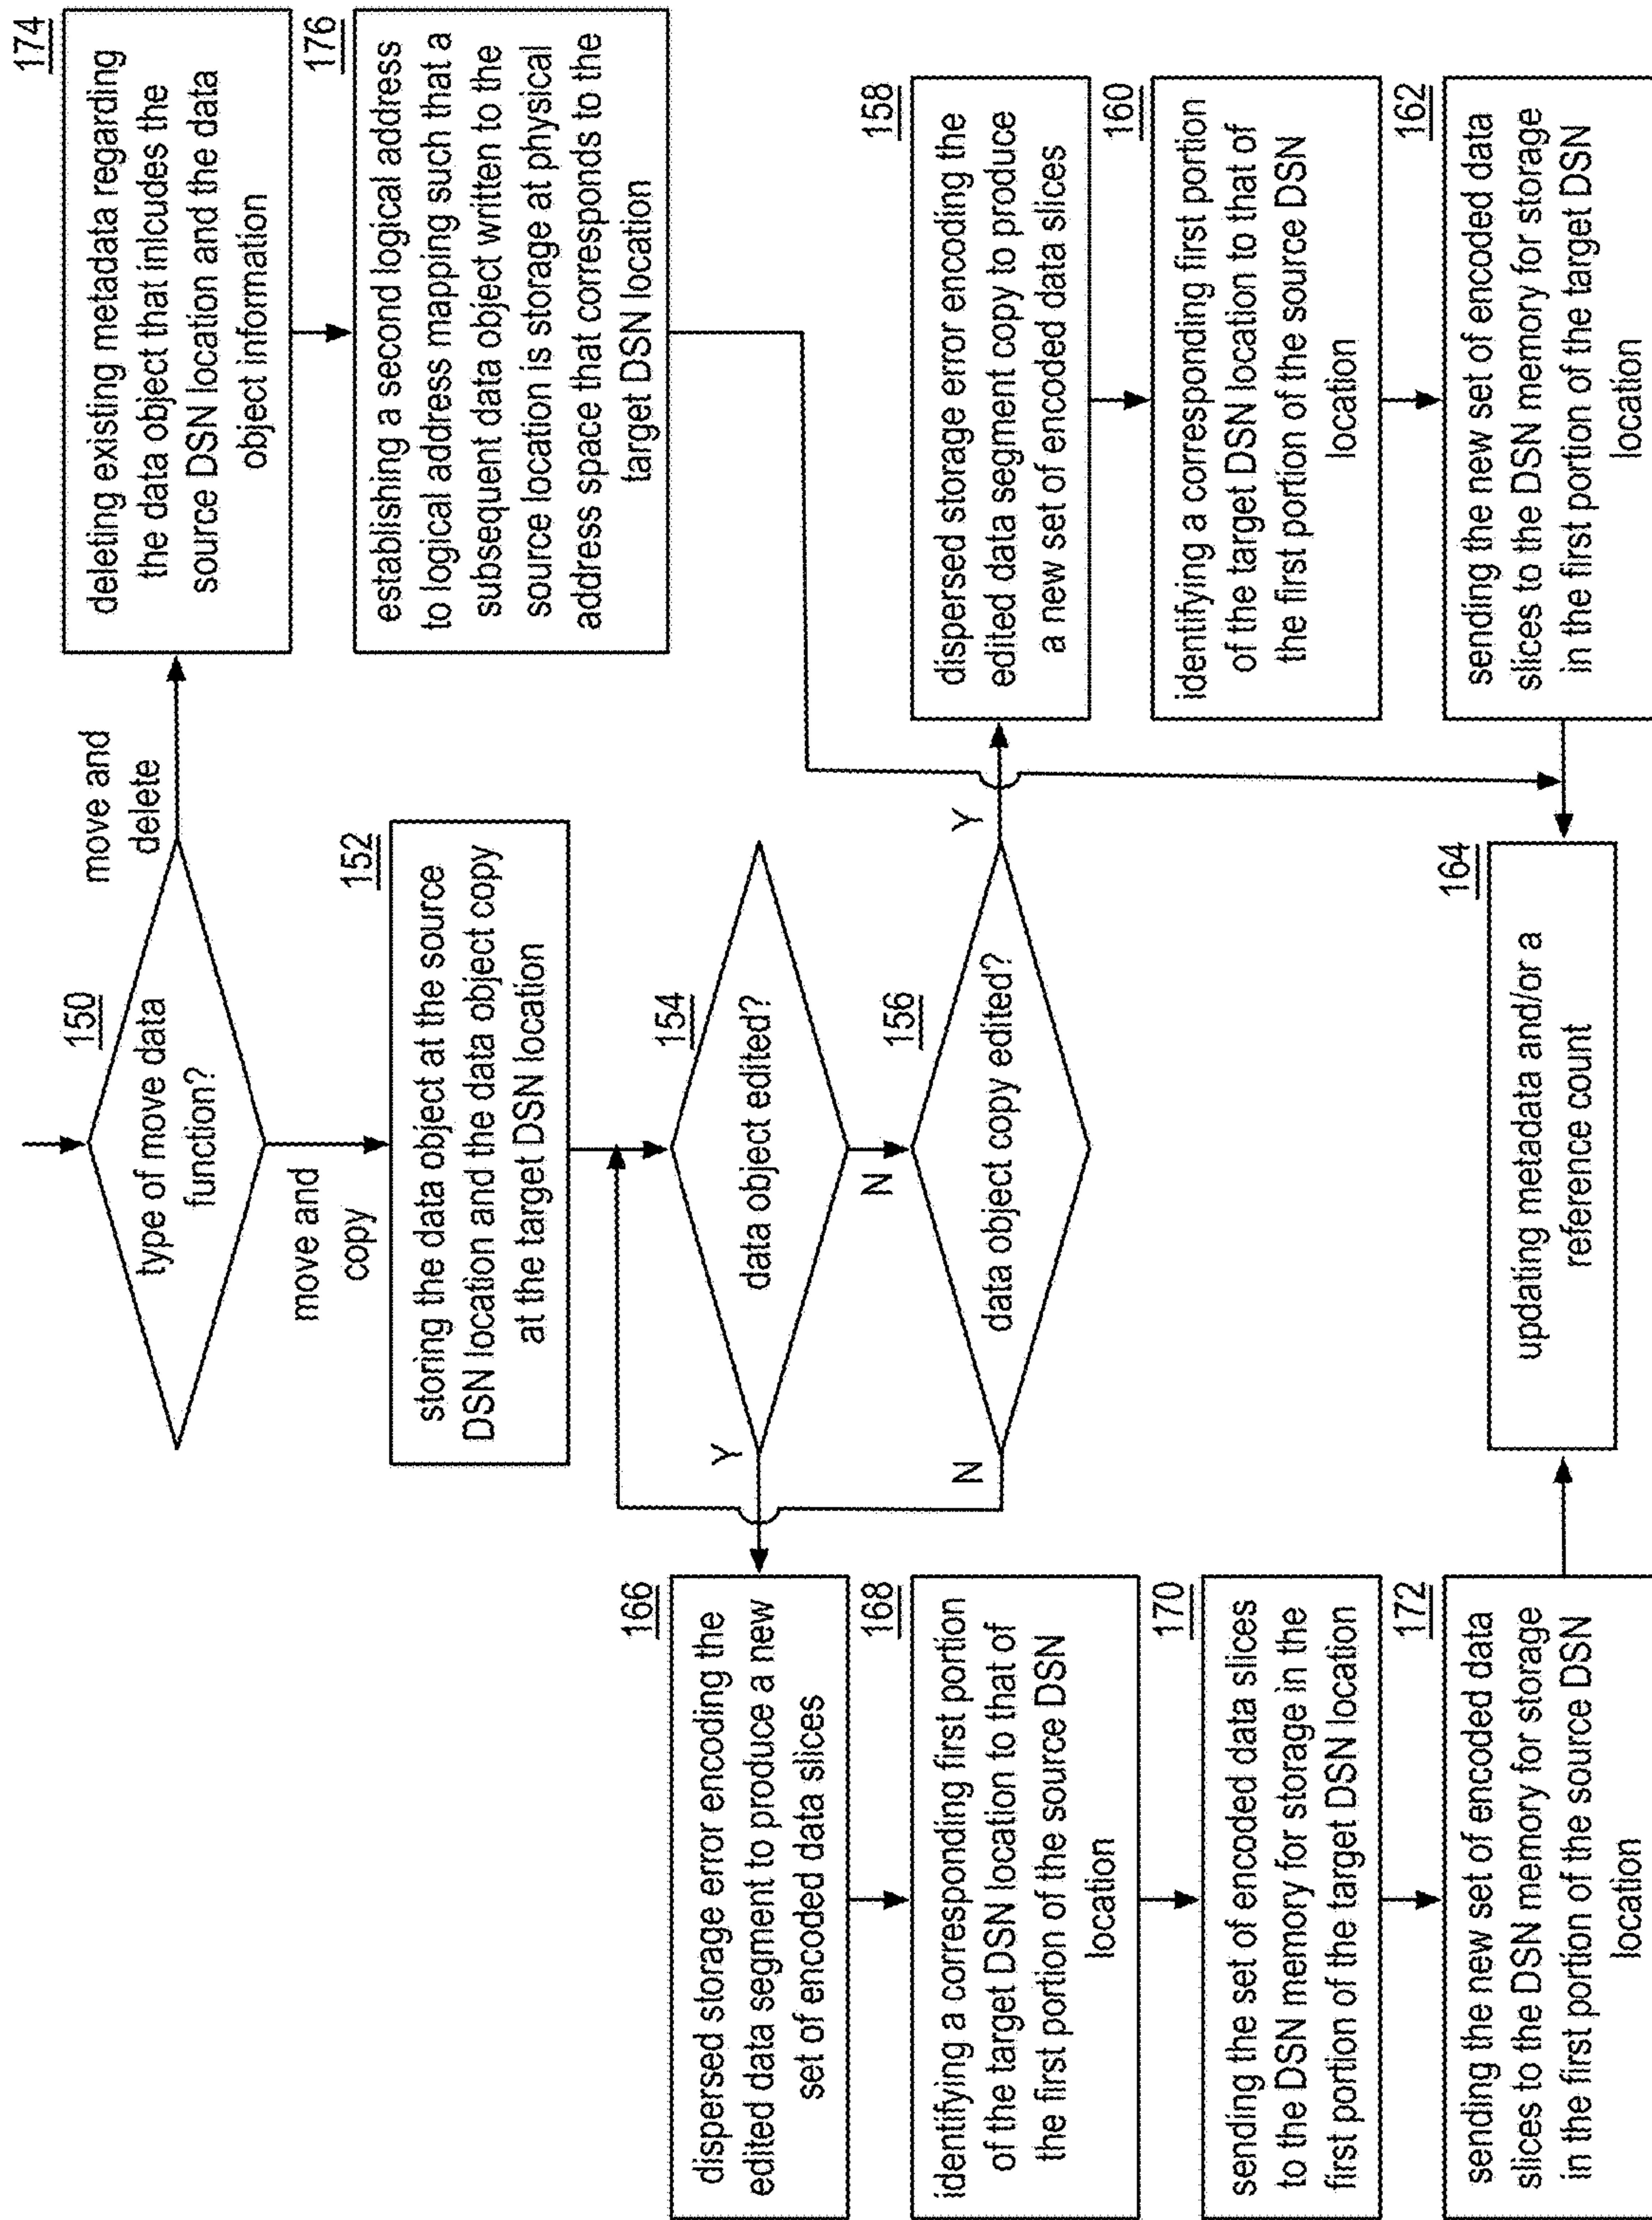 150
type of move data
function?
move and
delete
move and
copy
174
deleting existing metadata regarding
the data object that inlcudes the
source DSN location and the data
object information
176
establishing a second logical address
to logical address mapping such that a
subsequent data object written to the
source location is storage at physical
address space that corresponds to the
target DSN location
152
storing the data object at the source
DSN location and the data object copy
at the target DSN location
154
data object edited?
Y
N
156
data object copy edited?
Y
N
158
dispersed storage error encoding the
edited data segment copy to produce
a new set of encoded data slices
160
identifying a corresponding first portion
of the target DSN location to that of
the first portion of the source DSN
location
162
sending the new set of encoded data
slices to the DSN memory for storage
in the first portion of the target DSN
location
164
updating metadata and/or a
reference count
166
dispersed storage error encoding the
edited data segment to produce a new
set of encoded data slices
168
identifying a corresponding first portion
of the target DSN location to that of
the first portion of the source DSN
location
170
sending the set of encoded data slices
to the DSN memory for storage in the
first portion of the target DSN location
172
sending the new set of encoded data
slices to the DSN memory for storage
in the first portion of the source DSN
location